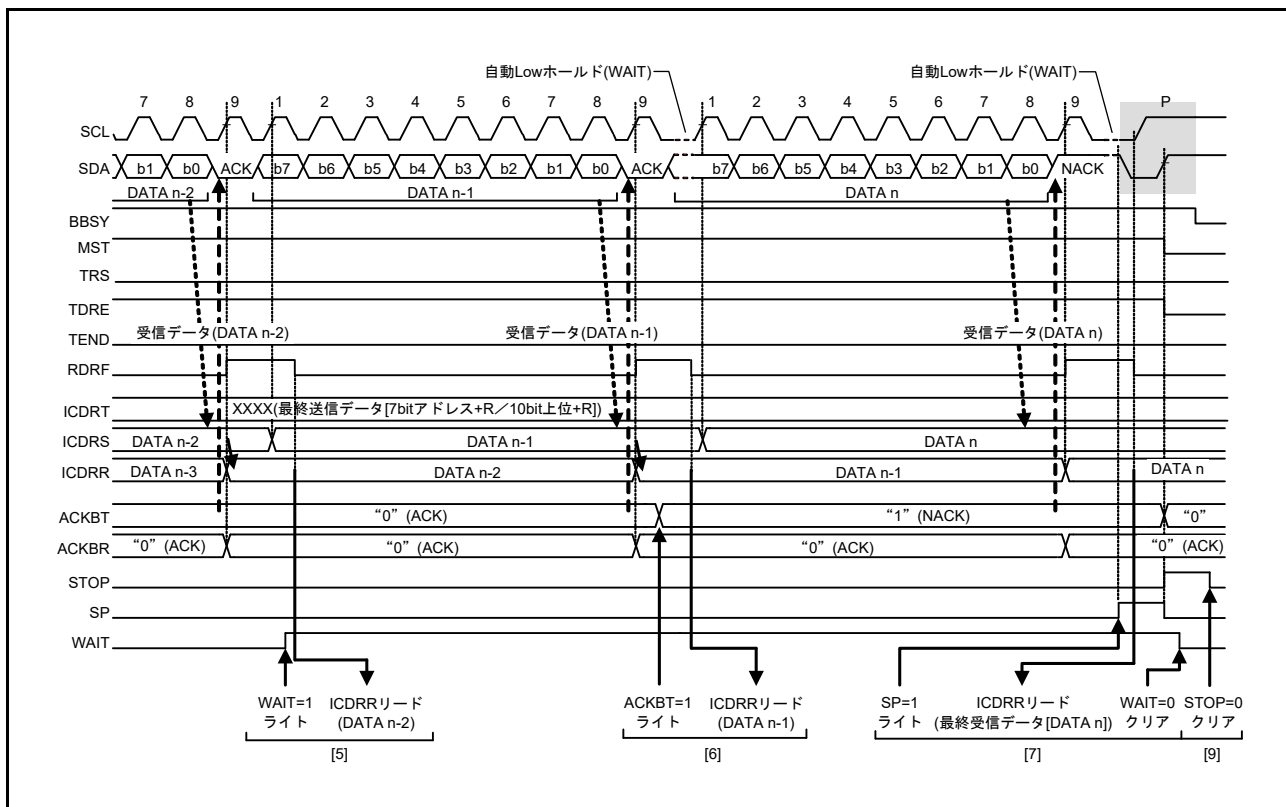 自動Lowホールド(WAIT)
自動Lowホールド(WAIT)
7 8 9 1 2 3 4 5 6 7 8 9 1 2 3 4 5 6 7 8 9 P
SCL
SDA b1 b0 ACK b7 b6 b5 b4 b3 b2 b1 b0 ACK b7 b6 b5 b4 b3 b2 b1 b0 NACK
DATA n-2 DATA n-1 DATA n
BBSY
MST
TRS
TDRE
受信データ(DATA n-2) 受信データ(DATA n-1) 受信データ(DATA n)
TEND
RDRF
ICDRT XXXX(最終送信データ[7bitアドレス+R／10bit上位+R])
ICDRS DATA n-2 DATA n-1 DATA n
ICDRR DATA n-3 DATA n-2 DATA n-1 DATA n
ACKBT “0” (ACK) “1” (NACK) “0”
ACKBR “0” (ACK) “0” (ACK) “0” (ACK) “0” (ACK)
STOP
SP
WAIT
WAIT=1 ICDRRリード ACKBT=1 ICDRRリード SP=1 ICDRRリード WAIT=0 STOP=0
ライト (DATA n-2) ライト (DATA n-1) ライト (最終受信データ[DATA n]) クリア クリア
[5] [6] [7] [9]